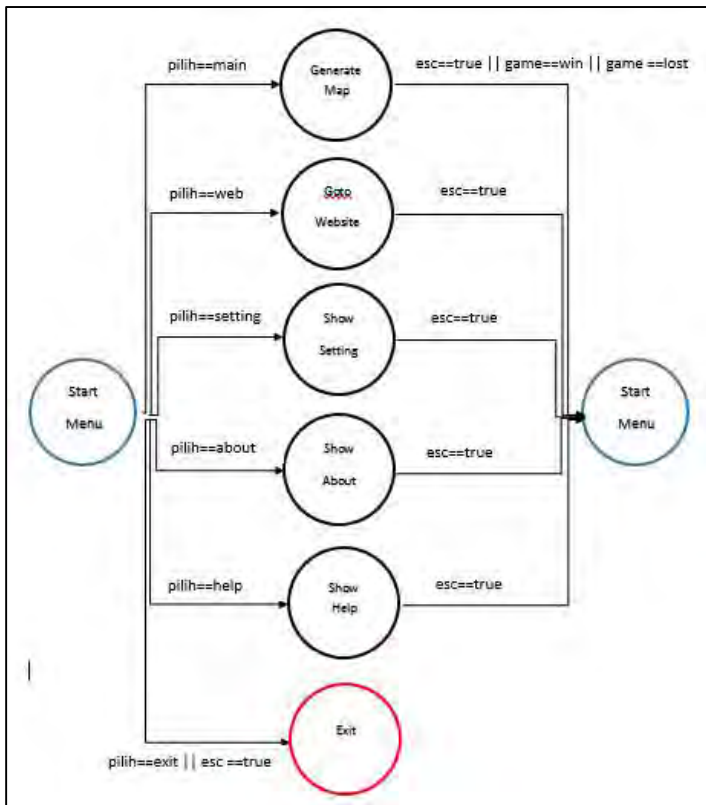 pilih==main
Generate
Map
esc==true || game==win || game ==lost
pilih==web
Goto
Website
esc==true
pilih==setting
Show
Setting
esc==true
Start
Menu
Start
Menu
pilih==about
Show
About
esc==true
pilih==help
Show
Help
esc==true
Exit
pilih==exit || esc ==true